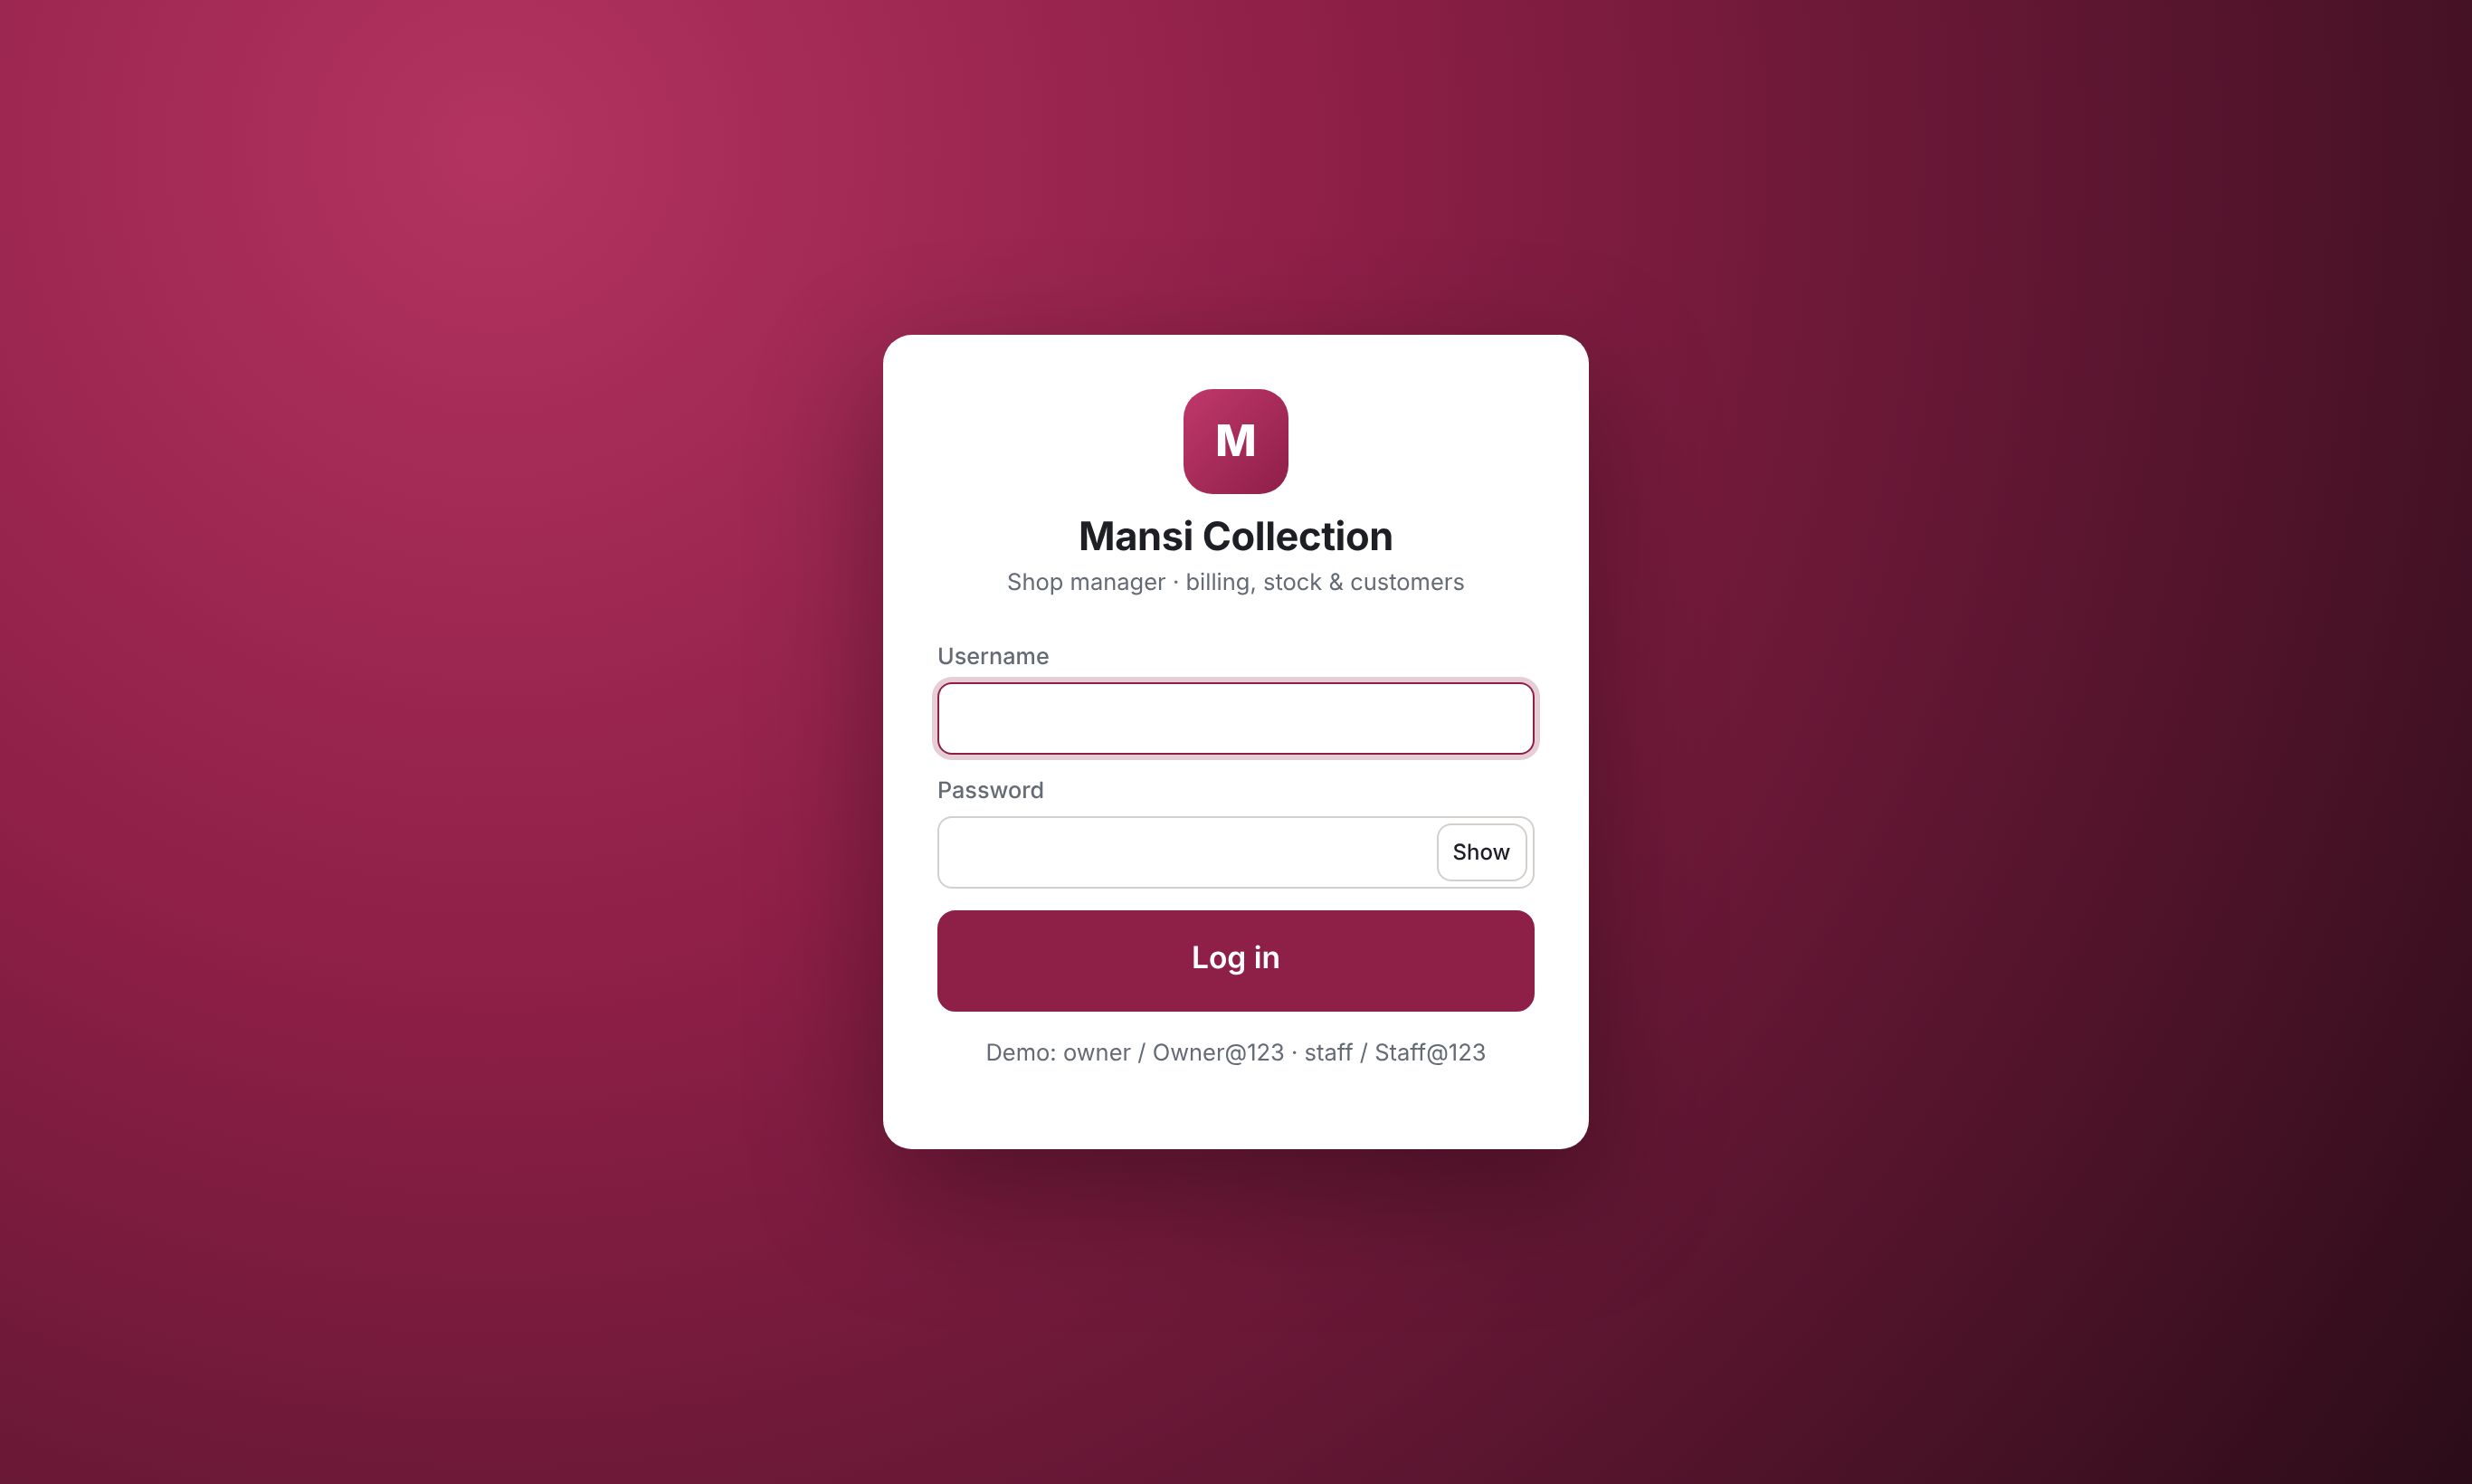 M
Mansi Collection
Shop manager · billing, stock & customers
Username
Password
Show
Log in
Demo: owner / Owner@123 · staff / Staff@123